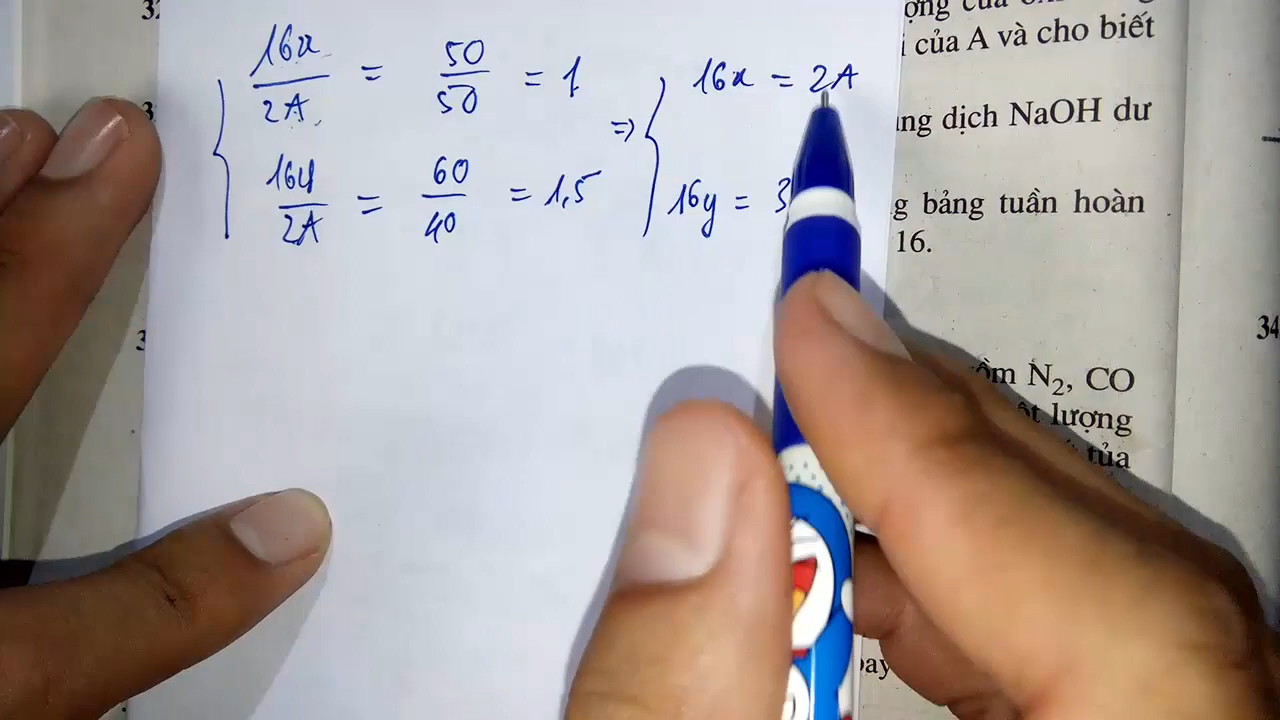 16x/2A = 50/50 = 1 => 16x = 2A
16y/2A = 60/40 = 1,5 16y = 3
của A và cho biết
dịch NaOH dư
bảng tuần hoàn
16.
N₂, CO
lượng
tủa
34